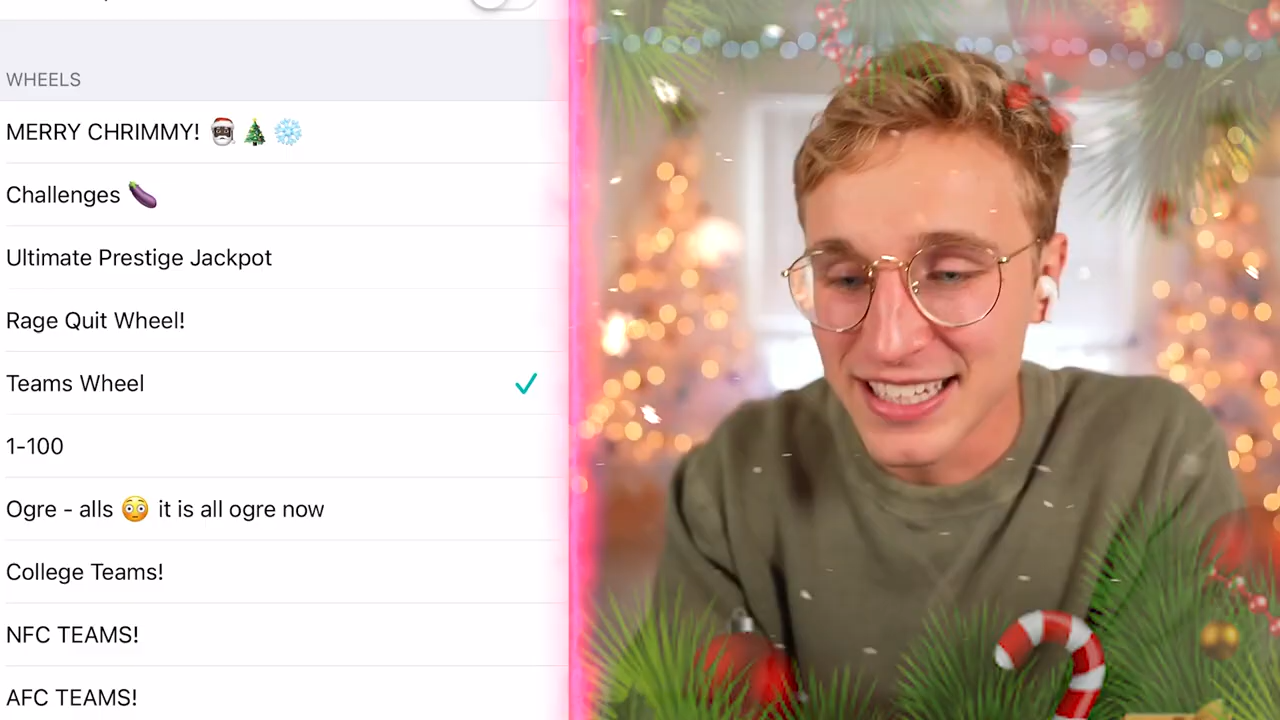 WHEELS
MERRY CHRIMMY! 🎅🏿 🎄 ❄️
Challenges 🍆
Ultimate Prestige Jackpot
Rage Quit Wheel!
Teams Wheel
1-100
Ogre - alls 😳 it is all ogre now
College Teams!
NFC TEAMS!
AFC TEAMS!